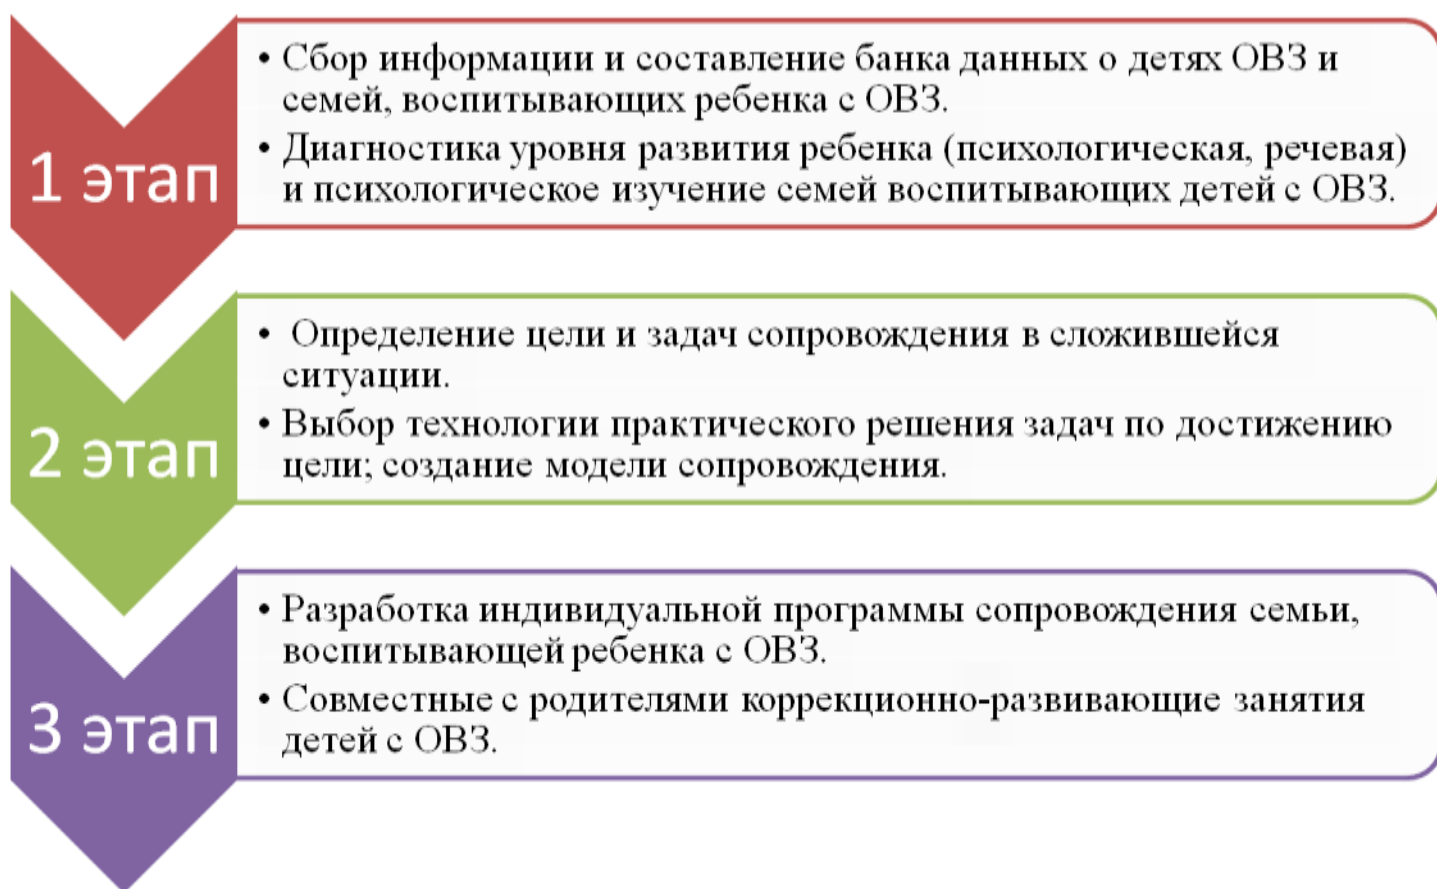 1 этап
• Сбор информации и составление банка данных о детях ОВЗ и
семей, воспитывающих ребенка с ОВЗ.
• Диагностика уровня развития ребенка (психологическая, речевая)
и психологическое изучение семей воспитывающих детей с ОВЗ.
2 этап
• Определение цели и задач сопровождения в сложившейся
ситуации.
• Выбор технологии практического решения задач по достижению
цели; создание модели сопровождения.
3 этап
• Разработка индивидуальной программы сопровождения семьи,
воспитывающей ребенка с ОВЗ.
• Совместные с родителями коррекционно-развивающие занятия
детей с ОВЗ.